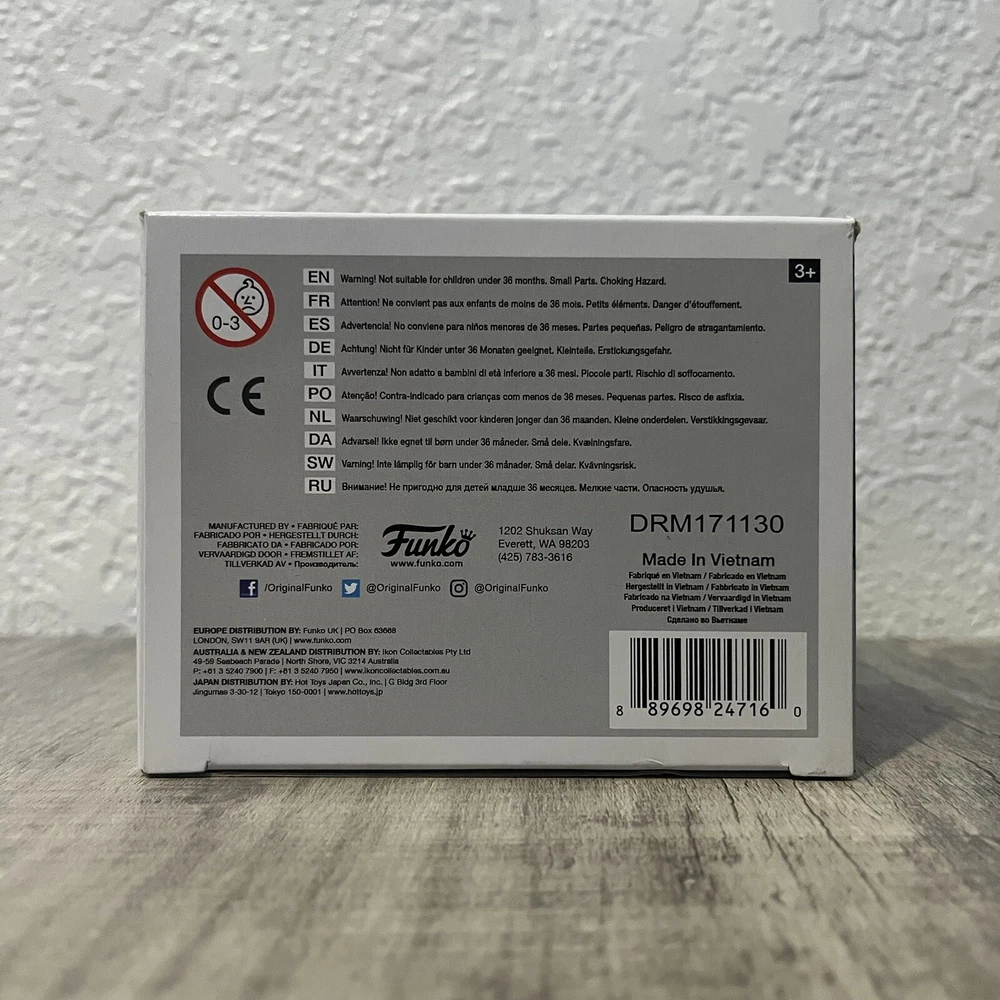 3+
0-3
EN Warning! Not suitable for children under 36 months. Small Parts. Choking Hazard.
FR Attention! Ne convient pas aux enfants de moins de 36 mois. Petits éléments. Danger d'étouffement.
ES Advertencia! No conviene para niños menores de 36 meses. Partes pequeñas. Peligro de atragantamiento.
DE Achtung! Nicht für Kinder unter 36 Monaten geeignet. Kleinteile. Erstickungsgefahr.
IT Avvertenza! Non adatto a bambini di età inferiore a 36 mesi. Piccole parti. Rischio di soffocamento.
PO Atenção! Contra-indicado para crianças com menos de 36 meses. Pequenas partes. Risco de asfixia.
NL Waarschuwing! Niet geschikt voor kinderen jonger dan 36 maanden. Kleine onderdelen. Verstikkingsgevaar.
DA Advarsel! Ikke egnet til børn under 36 måneder. Små dele. Kvælningsfare.
SW Varning! Inte lämplig för barn under 36 månader. Små delar. Kvävningsrisk.
RU Внимание! Не пригодно для детей младше 36 месяцев. Мелкие части. Опасность удушья.
CE
MANUFACTURED BY • FABRIQUÉ PAR:
FABRICADO POR • HERGESTELLT DURCH:
FABBRICATO DA • FABRICADO POR:
VERVAARDIGD DOOR • FREMSTILLET AF:
TILLVERKAD AV • Производитель:
Funko
www.funko.com
1202 Shuksan Way
Everett, WA 98203
(425) 783-3616
/OriginalFunko @OriginalFunko @OriginalFunko
DRM171130
Made In Vietnam
Fabriqué en Vietnam / Fabricado en Vietnam
Hergestellt in Vietnam / Fabbricato in Vietnam
Fabricado na Vietnam / Vervaardigd in Vietnam
Produceret i Vietnam / Tillverkad i Vietnam
Сделано во Вьетнаме
EUROPE DISTRIBUTION BY: Funko UK | PO Box 63668
LONDON, SW11 9AR (UK) | www.funko.com
AUSTRALIA & NEW ZEALAND DISTRIBUTION BY: Ikon Collectables Pty Ltd
49-59 Seabeach Parade | North Shore, VIC 3214 Australia
P: +61 3 5240 7900 | F: +61 3 5240 7950 | www.ikoncollectables.com.au
JAPAN DISTRIBUTION BY: Hot Toys Japan Co., Inc. | G Bldg 3rd Floor
Jingumae 3-30-12 | Tokyo 150-0001 | www.hottoys.jp
8 89698 24716 0